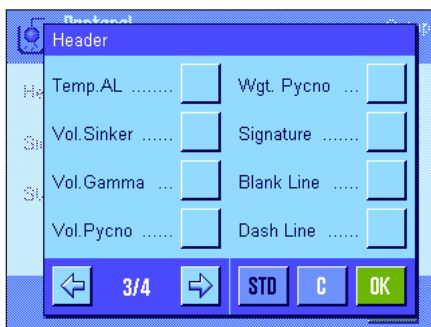 Header
Temp.AL ........
Wgt. Pycno ...
Vol.Sinker ......
Signature .......
Vol.Gamma ...
Blank Line .....
Vol.Pycno ......
Dash Line ......
3/4
STD
C
OK